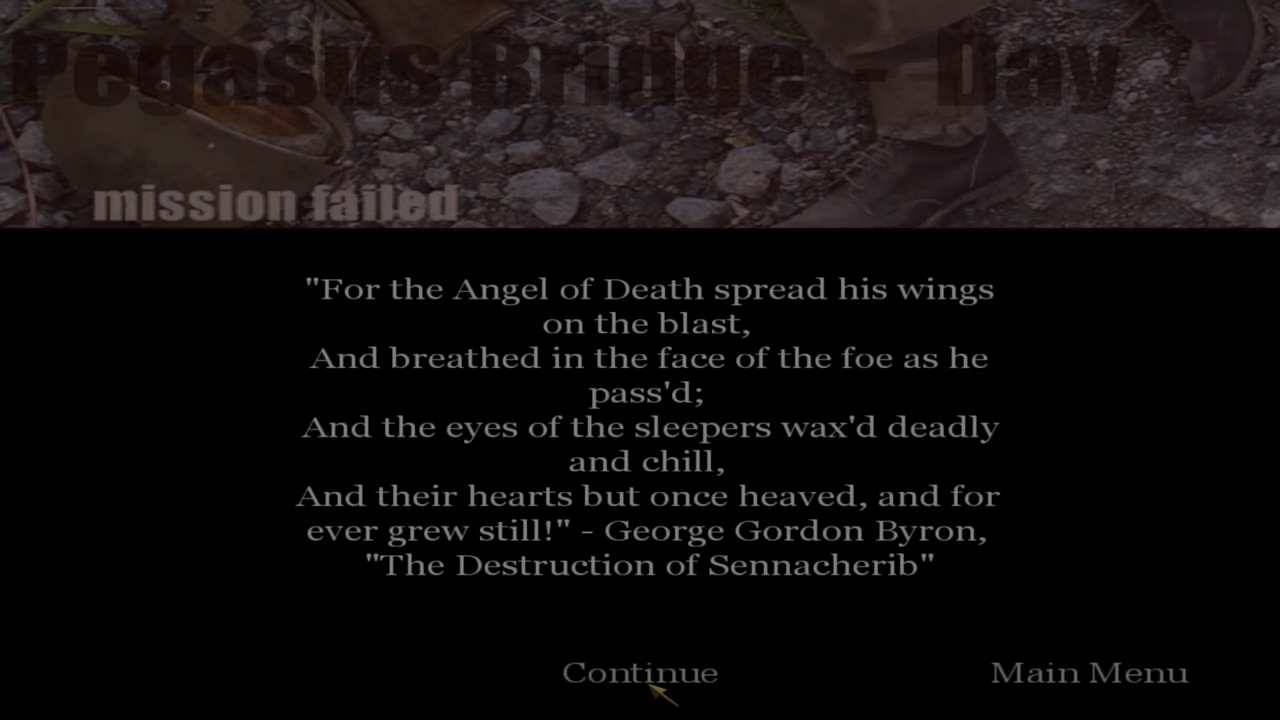 Pegasus Bridge - Day
mission failed
"For the Angel of Death spread his wings
on the blast,
And breathed in the face of the foe as he
pass'd;
And the eyes of the sleepers wax'd deadly
and chill,
And their hearts but once heaved, and for
ever grew still!" - George Gordon Byron,
"The Destruction of Sennacherib"
Continue
Main Menu